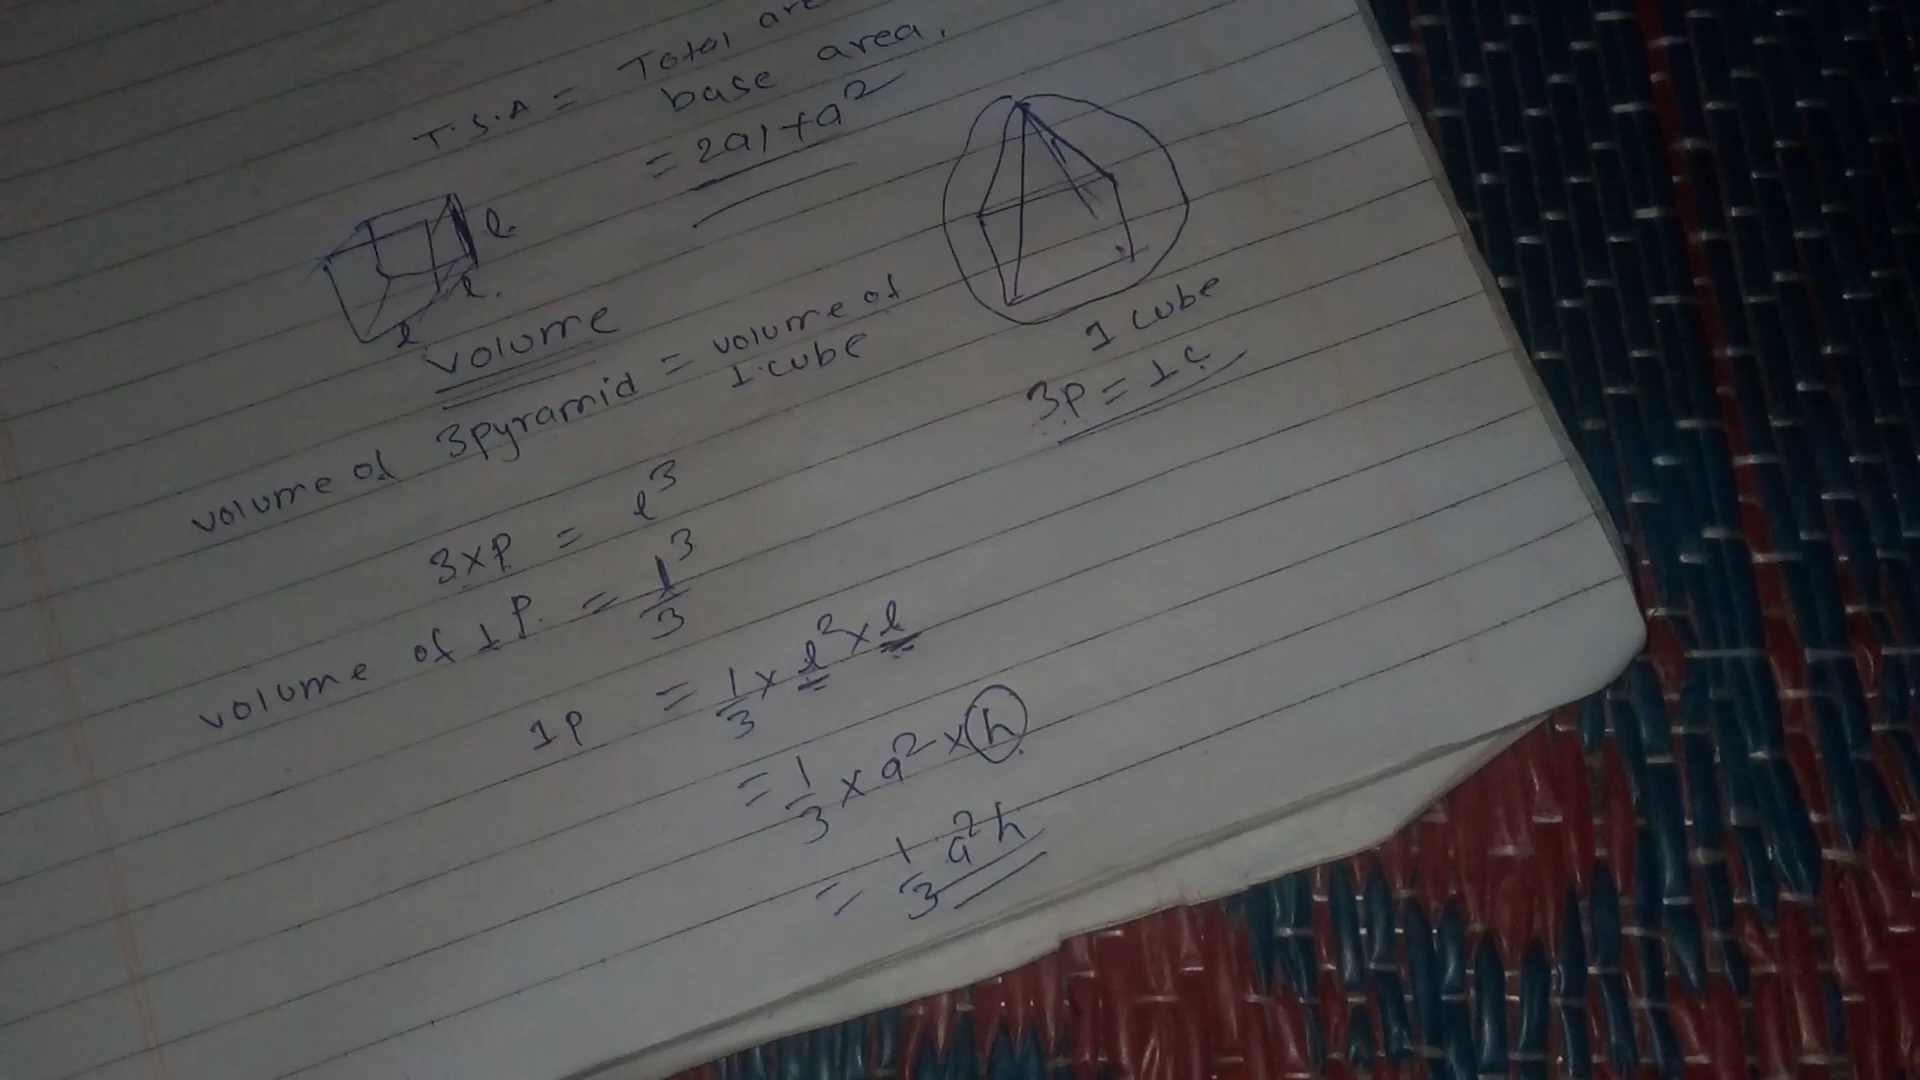 T.S.A = Total
base area.
= 2al + a²
l
l.
l
volume
volume of 3pyramid = volume of
1.cube
1 cube
3p = 1c
3×p = l³
volume of 1 p. = l³/3
1p = 1/3 × l² × l
= 1/3 × a² × h
= 1/3 a²h